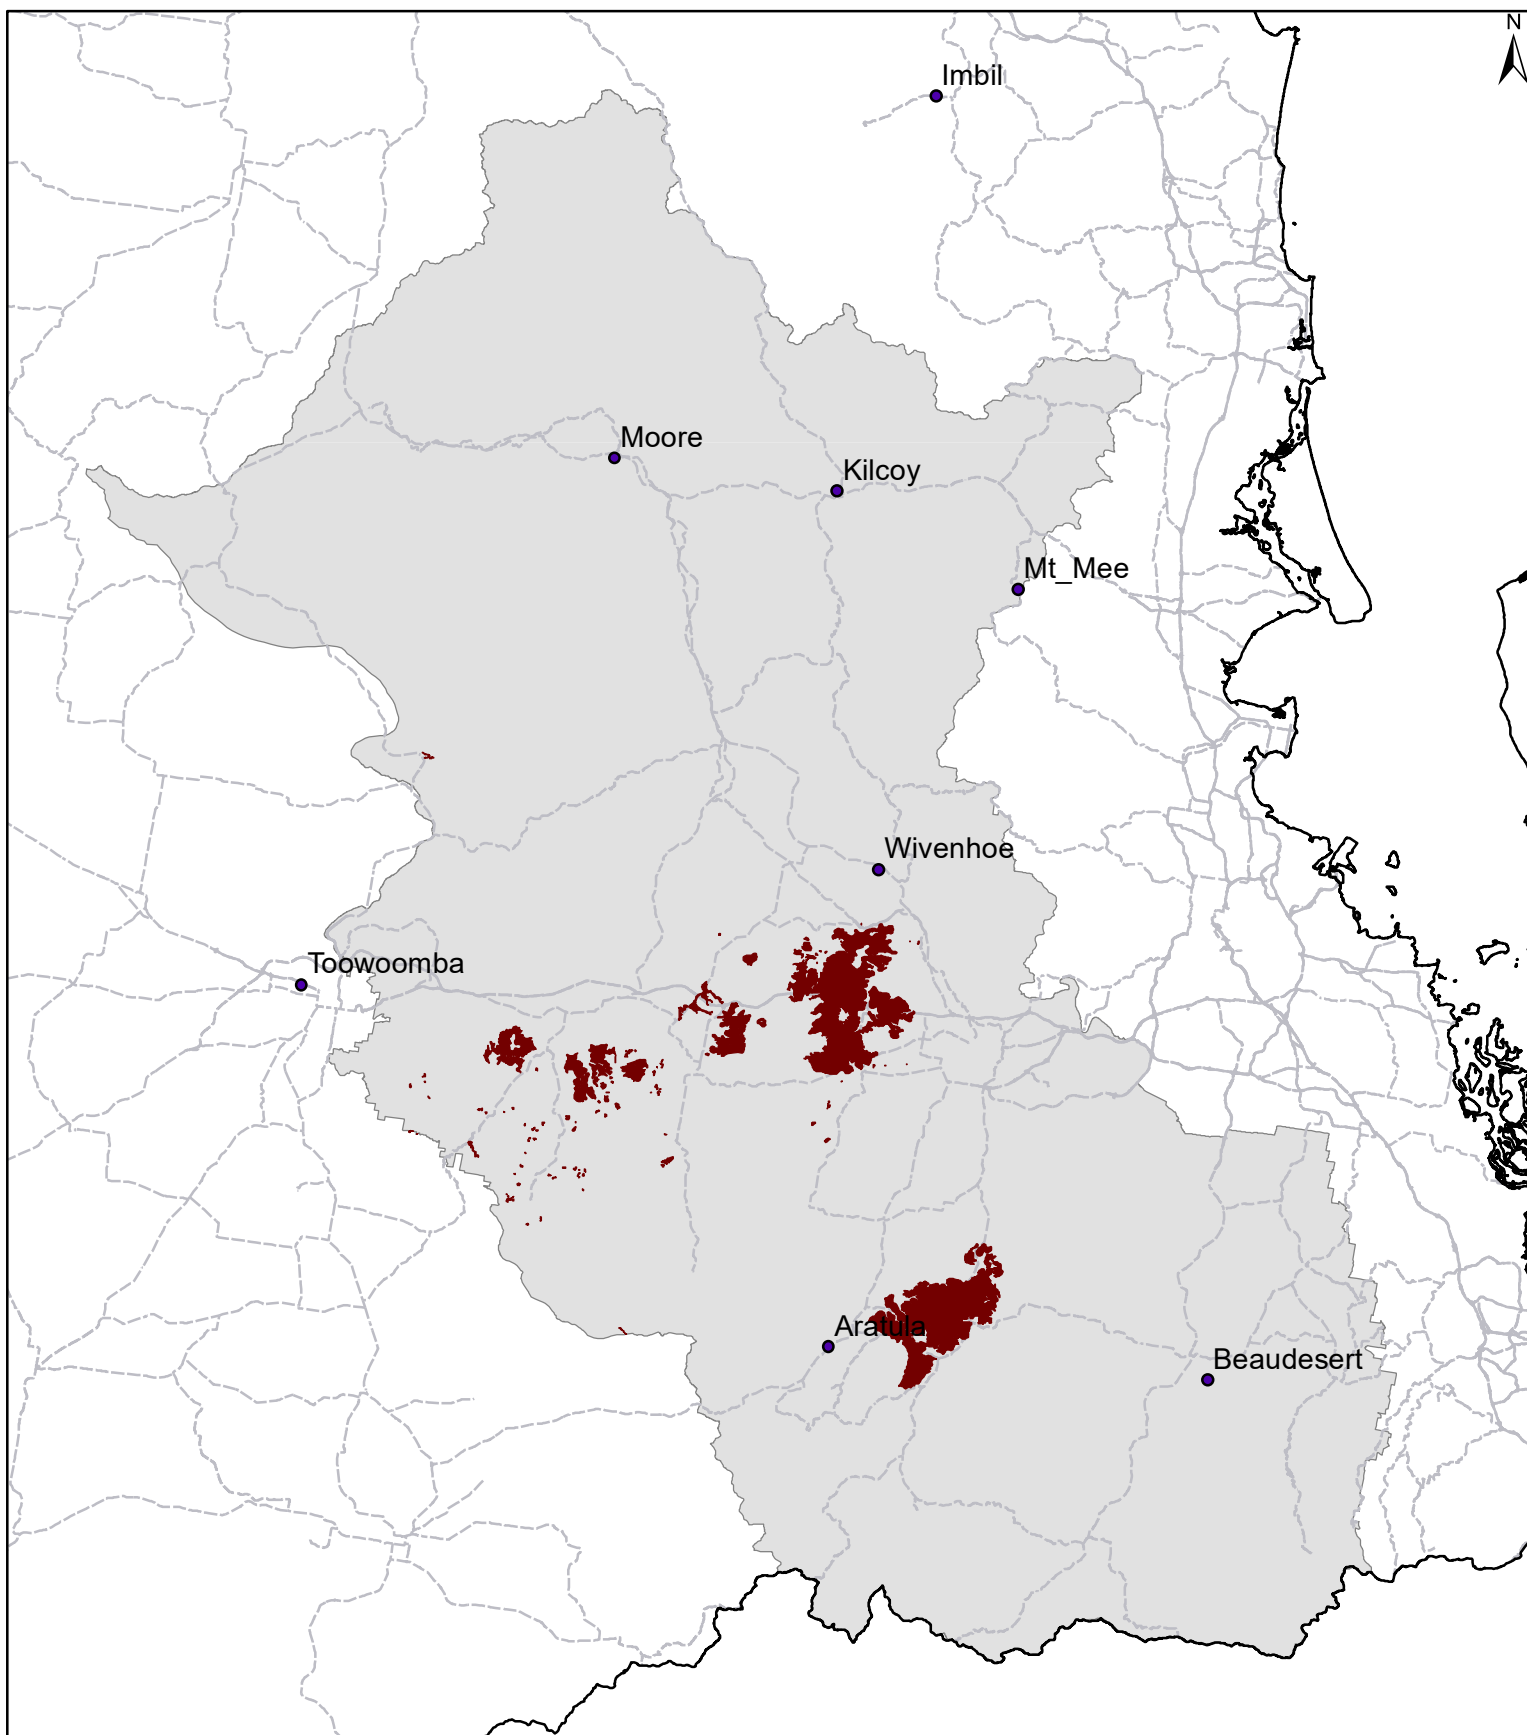 N
Imbil
Moore
Kilcoy
Mt_Mee
Wivenhoe
Toowoomba
Aratula
Beaudesert